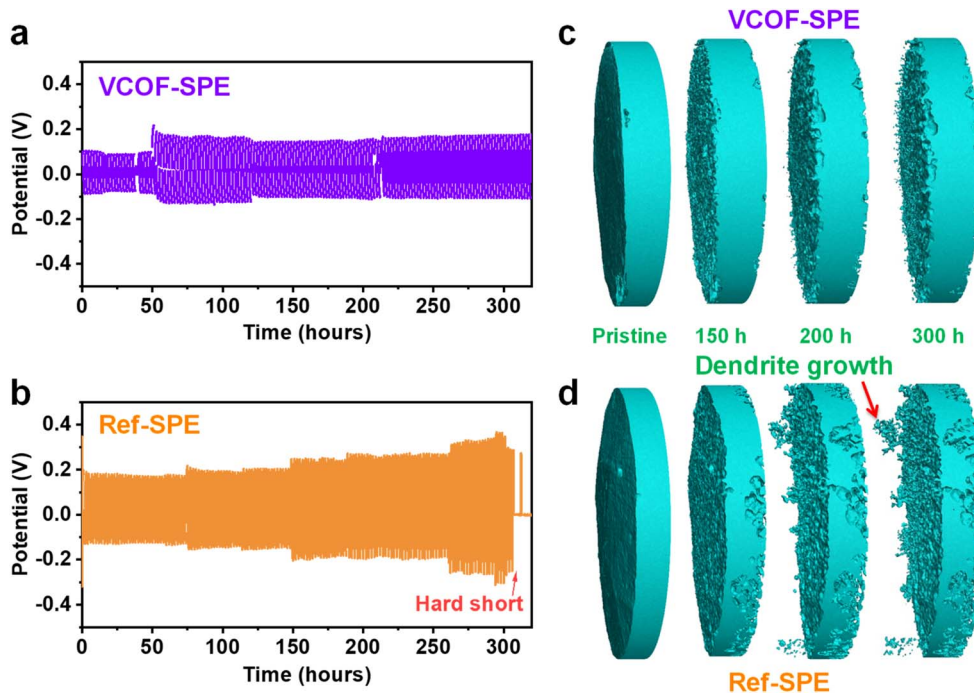 a
VCOF-SPE
Potential (V)
0.4
0.2
0.0
-0.2
-0.4
0 50 100 150 200 250 300
Time (hours)
b
Ref-SPE
Potential (V)
0.4
0.2
0.0
-0.2
-0.4
Hard short
0 50 100 150 200 250 300
Time (hours)
c
VCOF-SPE
Pristine 150 h 200 h 300 h
Dendrite growth
d
Ref-SPE